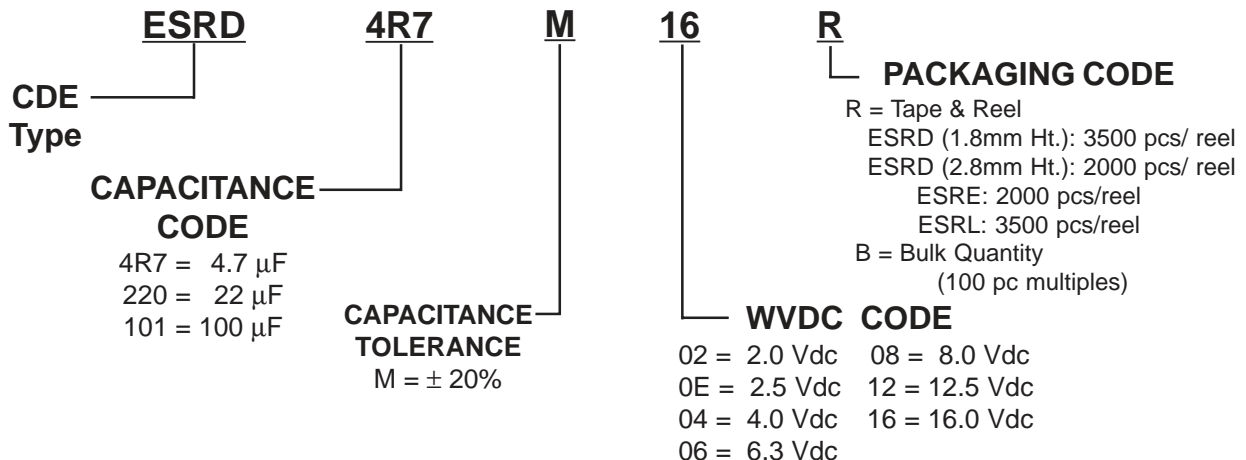 ESRD 4R7 M 16 R
CDE
Type
CAPACITANCE
CODE
4R7 = 4.7 µF
220 = 22 µF
101 = 100 µF
CAPACITANCE
TOLERANCE
M = ± 20%
WVDC CODE
02 = 2.0 Vdc 08 = 8.0 Vdc
0E = 2.5 Vdc 12 = 12.5 Vdc
04 = 4.0 Vdc 16 = 16.0 Vdc
06 = 6.3 Vdc
PACKAGING CODE
R = Tape & Reel
ESRD (1.8mm Ht.): 3500 pcs/ reel
ESRD (2.8mm Ht.): 2000 pcs/ reel
ESRE: 2000 pcs/reel
ESRL: 3500 pcs/reel
B = Bulk Quantity
(100 pc multiples)